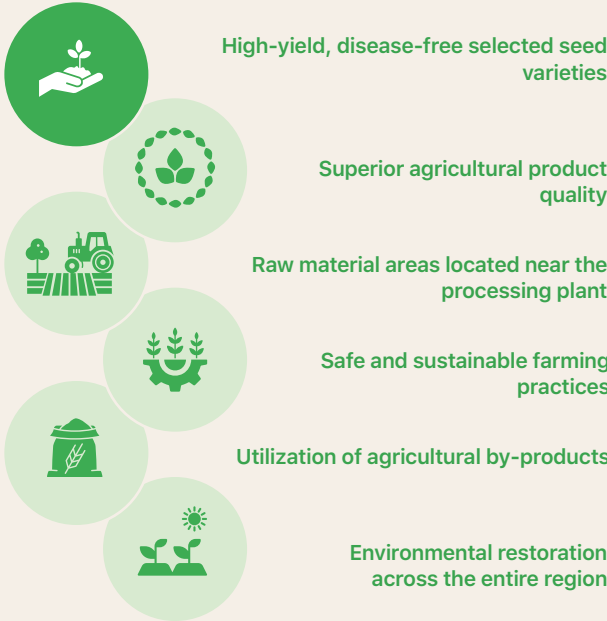 High-yield, disease-free selected seed
varieties
Superior agricultural product
quality
Raw material areas located near the
processing plant
Safe and sustainable farming
practices
Utilization of agricultural by-products
Environmental restoration
across the entire region